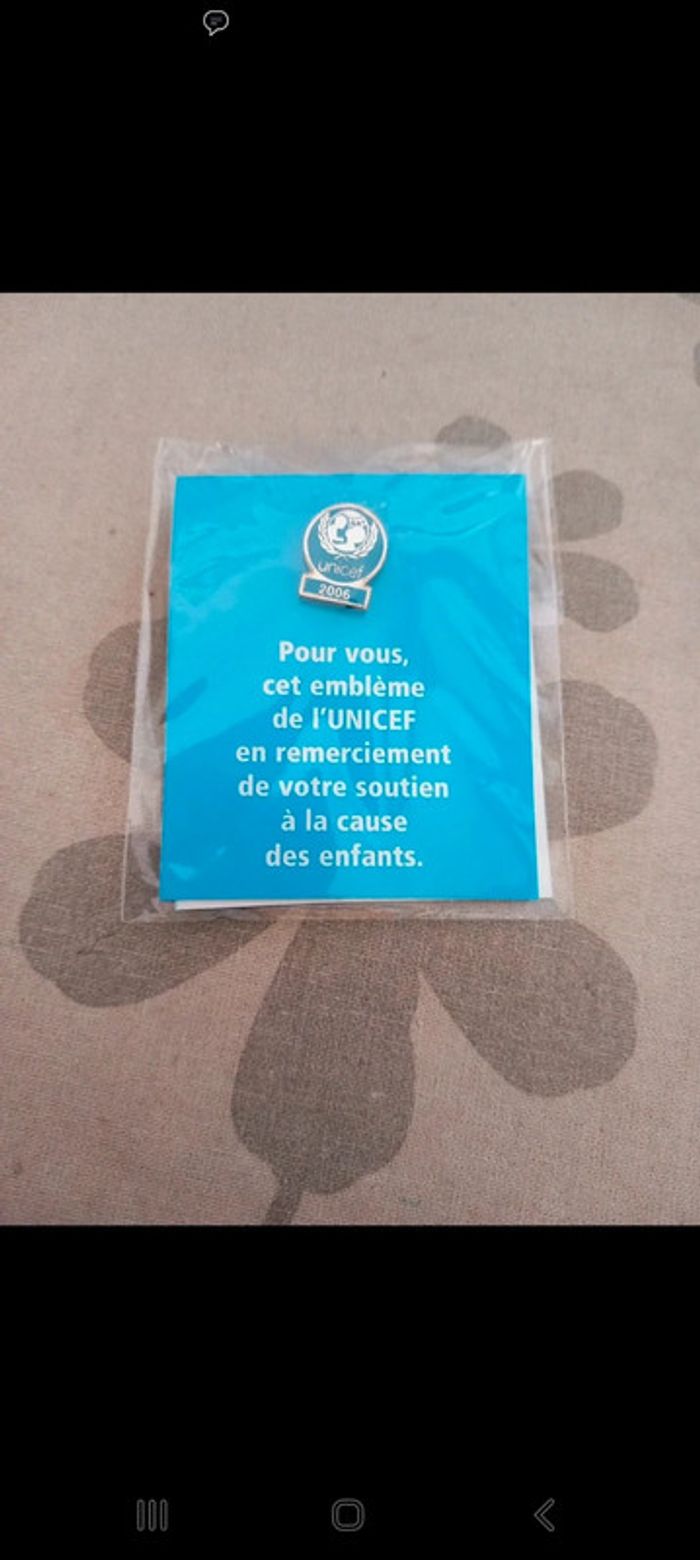 unicef
2006
Pour vous,
cet emblème
de l'UNICEF
en remerciement
de votre soutien
à la cause
des enfants.